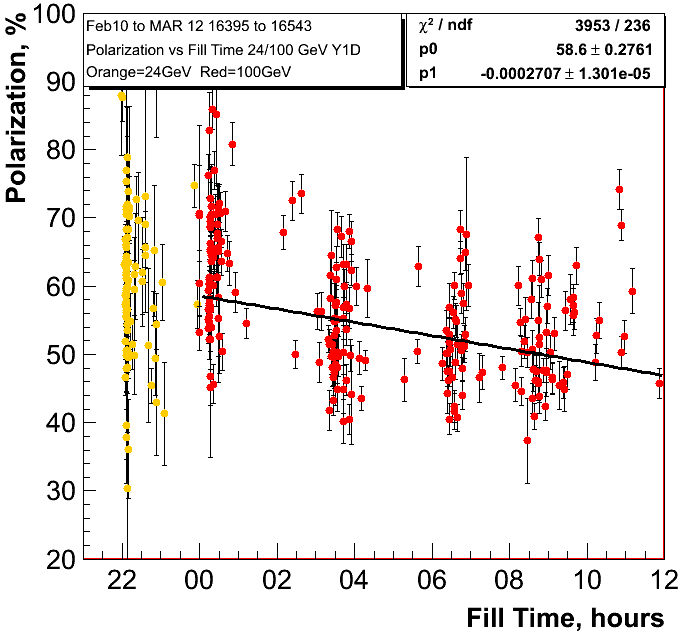 Feb10 to MAR 12 16395 to 16543
Polarization vs Fill Time 24/100 GeV Y1D
Orange=24GeV Red=100GeV
χ² / ndf 3953 / 236
p0 58.6 ± 0.2761
p1 -0.0002707 ± 1.301e-05
Polarization, %
100
90
80
70
60
50
40
30
20
22 00 02 04 06 08 10 12
Fill Time, hours